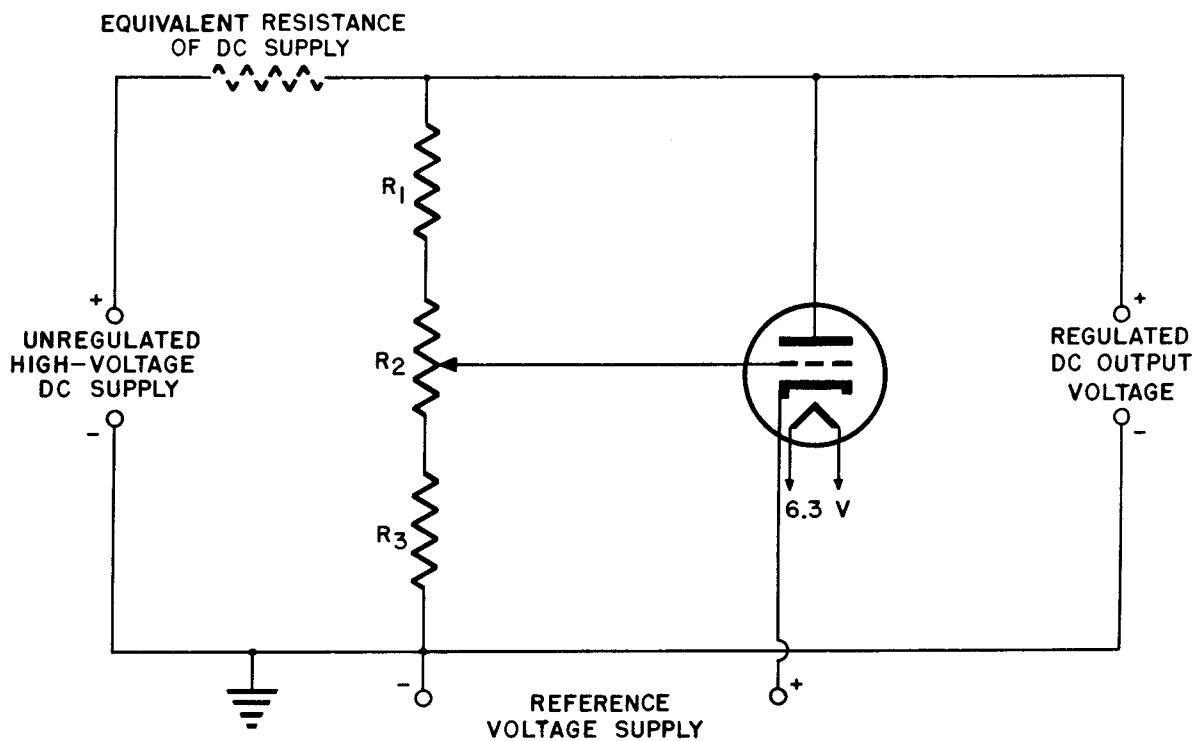 EQUIVALENT RESISTANCE
OF DC SUPPLY
R1
+
UNREGULATED
HIGH-VOLTAGE
DC SUPPLY
-
R2
+
REGULATED
DC OUTPUT
VOLTAGE
-
6.3 V
R3
-
REFERENCE
VOLTAGE SUPPLY
+